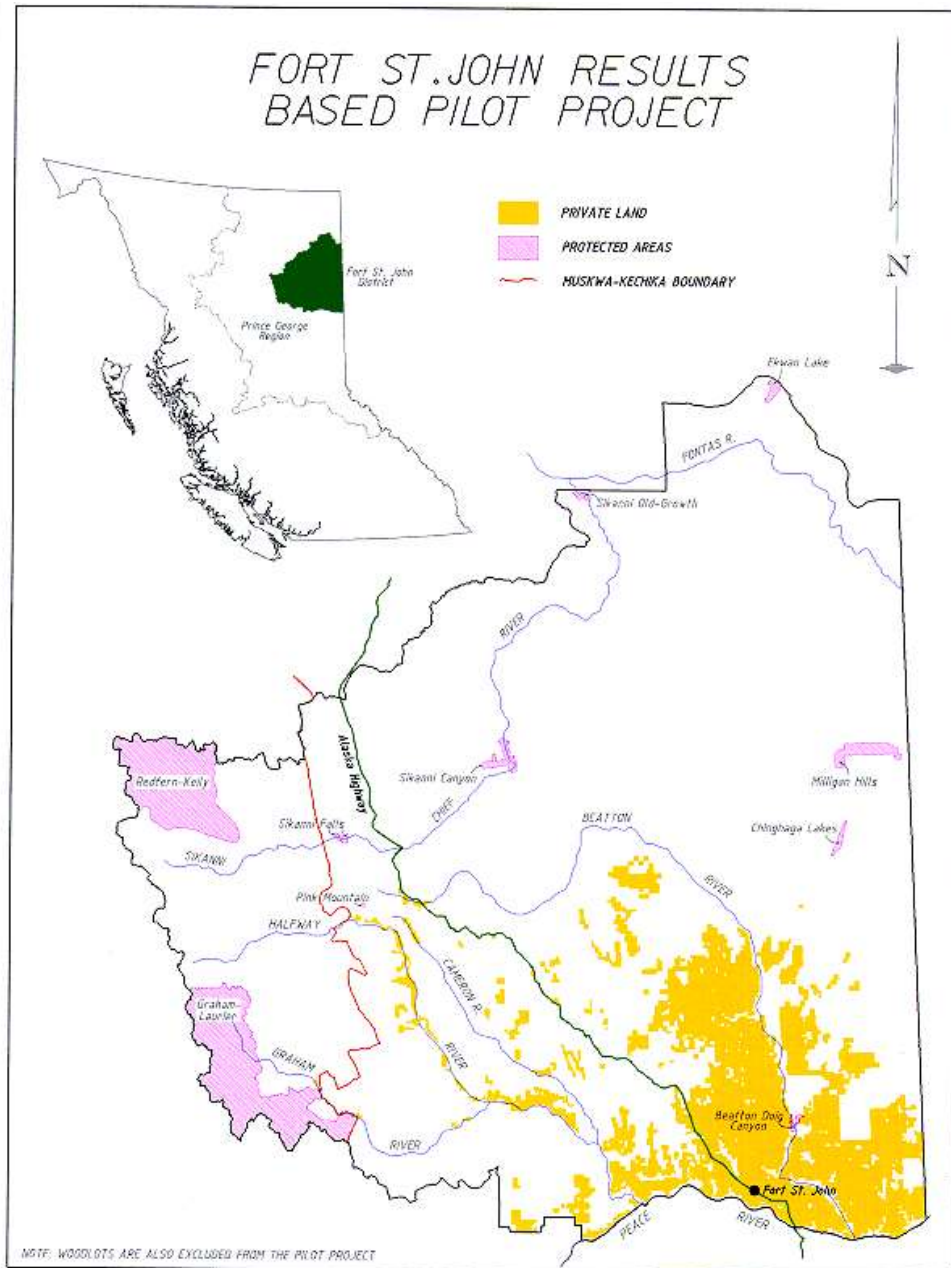 FORT ST.JOHN RESULTS
BASED PILOT PROJECT
PRIVATE LAND
PROTECTED AREAS
MUSKWA-KECHIKA BOUNDARY
N
Fort St. John
District
Prince George
Region
Ekwan Lake
FONTAS R.
Sikanni Old-Growth
RIVER
Alaska Highway
Redfern-Keily
Sikanni Canyon
CHIEF
Milligan Hills
Sikanni Falls
BEATTON
Chinghaga Lakes
SIKANNI
RIVER
Pink Mountain
HALFWAY
CAMERON R.
Graham-
Laurier
GRAHAM
RIVER
Beatton Doig
Canyon
RIVER
Fort St. John
PEACE
RIVER
NOTE: WOODLOTS ARE ALSO EXCLUDED FROM THE PILOT PROJECT